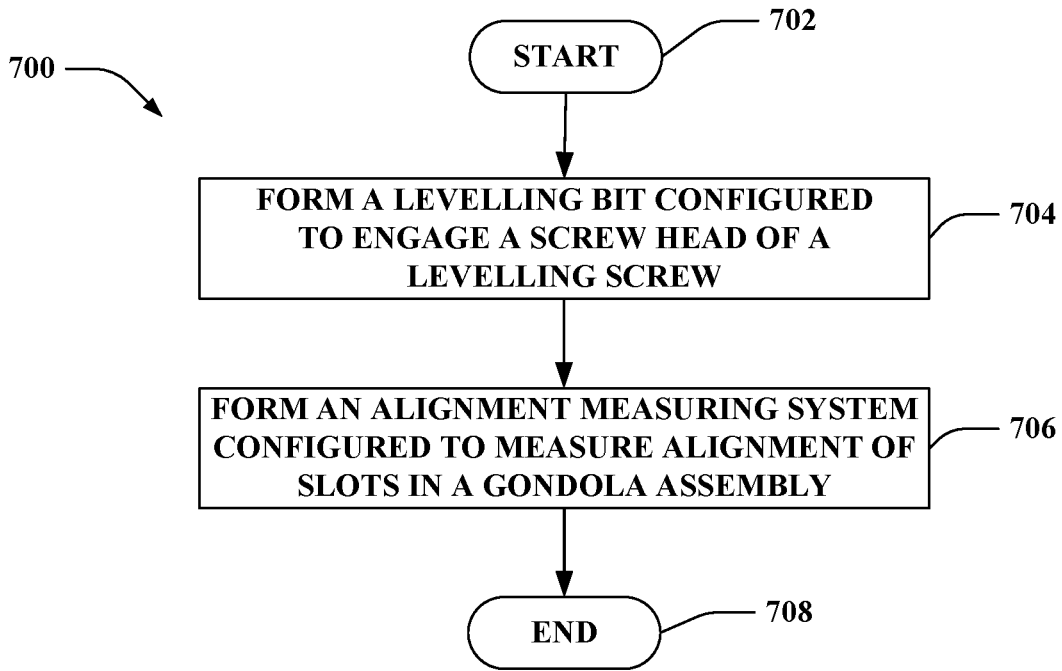 702
START
700
FORM A LEVELLING BIT CONFIGURED
TO ENGAGE A SCREW HEAD OF A
LEVELLING SCREW
704
FORM AN ALIGNMENT MEASURING SYSTEM
CONFIGURED TO MEASURE ALIGNMENT OF
SLOTS IN A GONDOLA ASSEMBLY
706
END
708